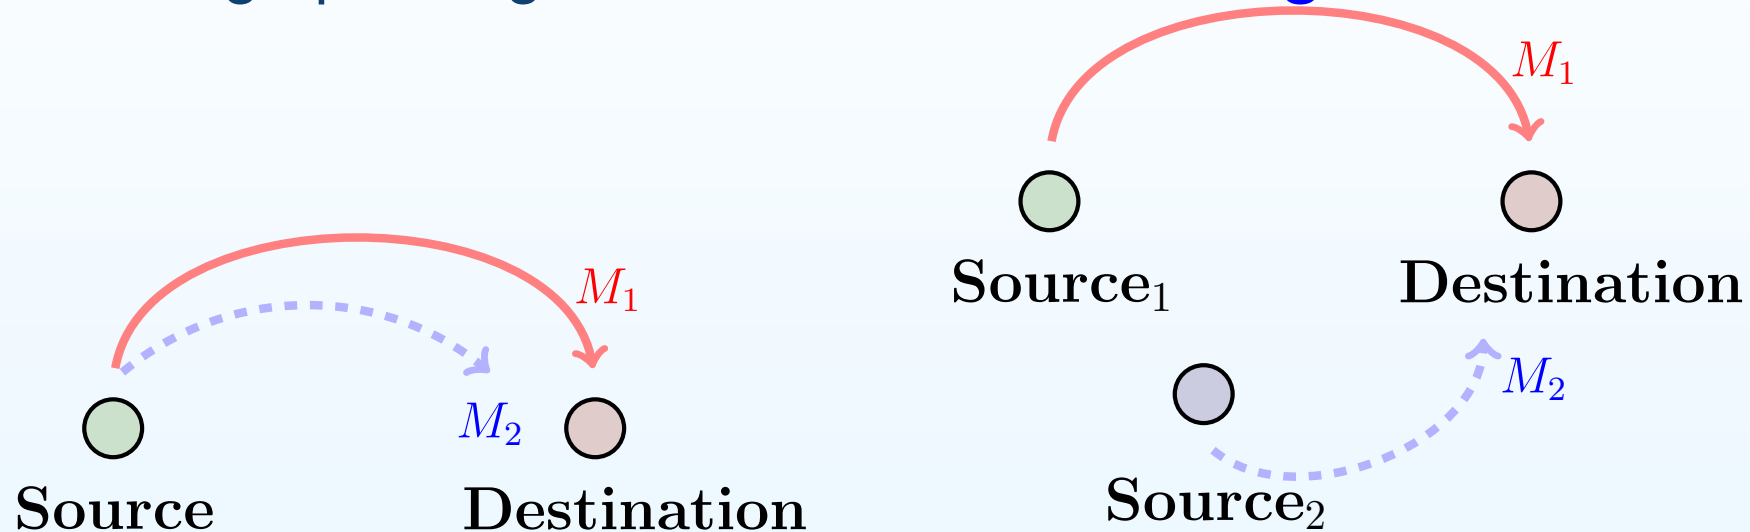 M₁
M₂
Source
Destination
M₁
Source₁
Destination
M₂
Source₂